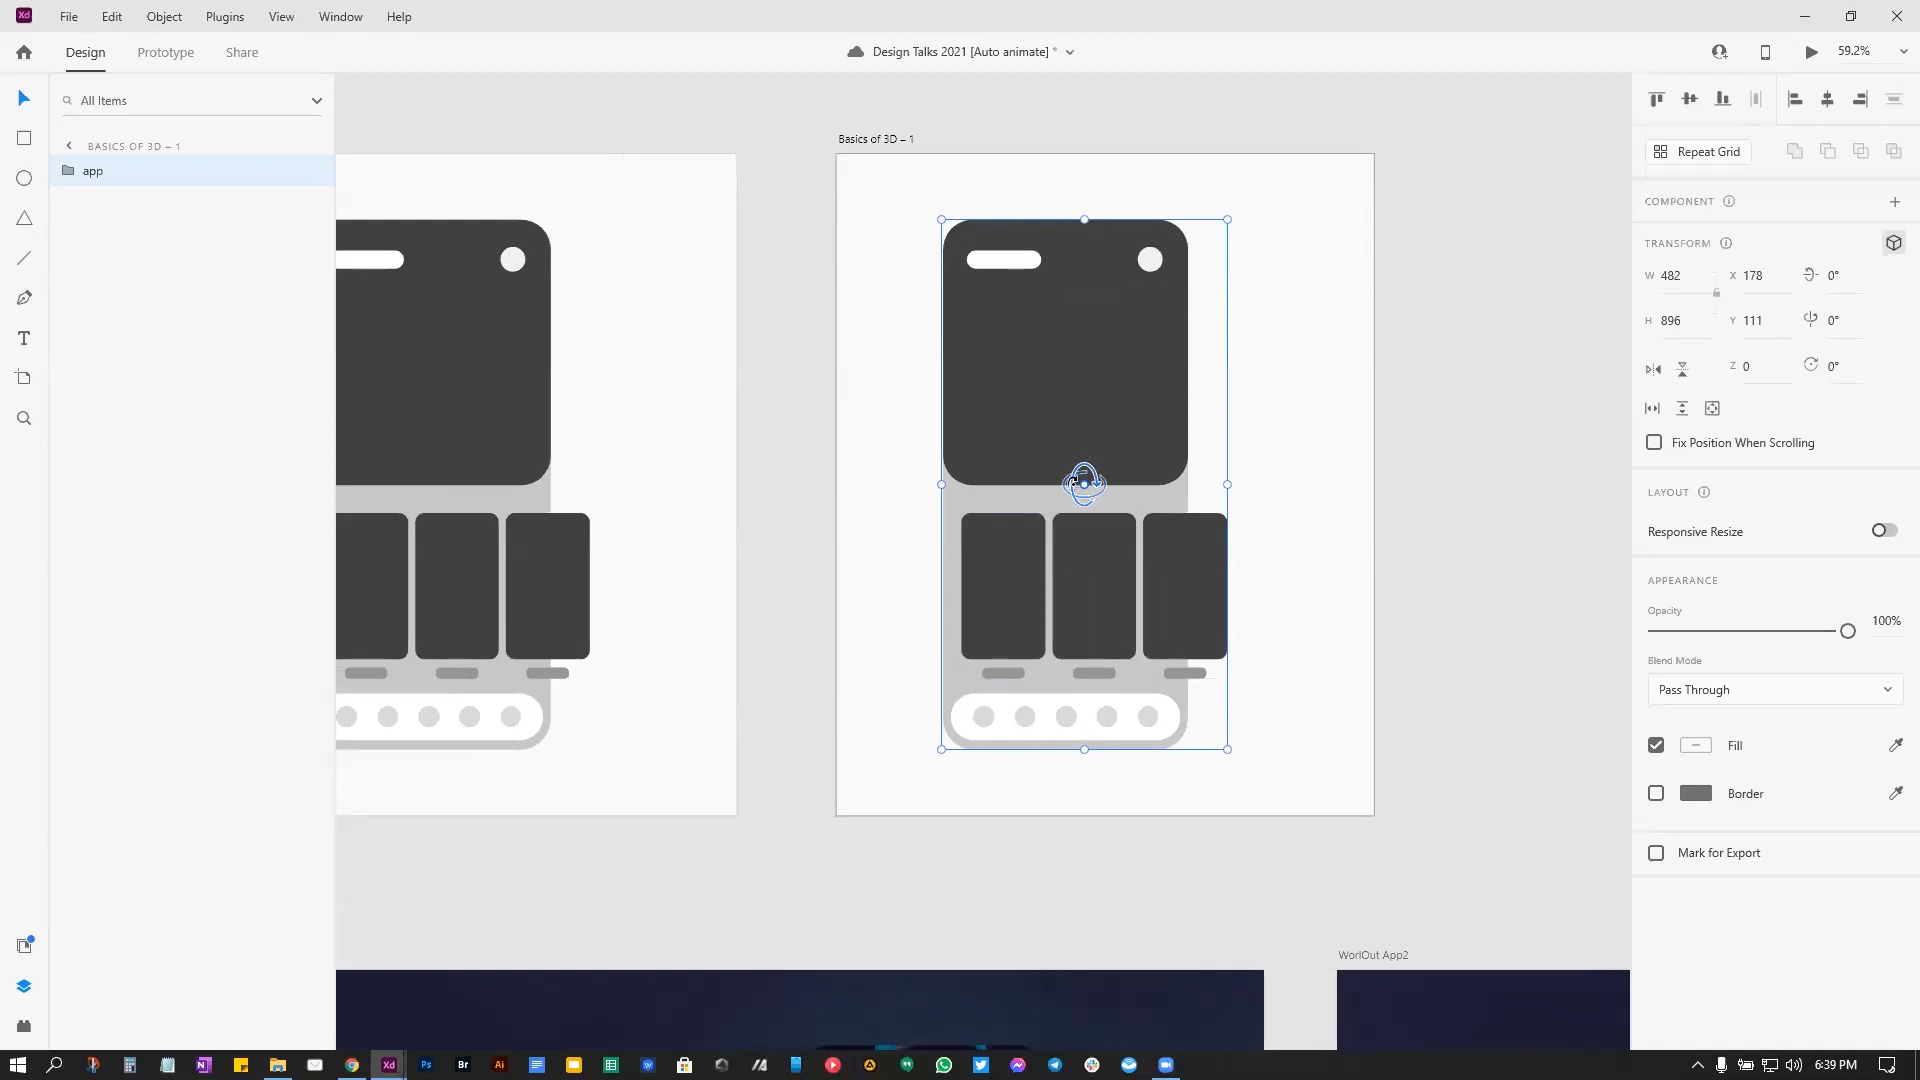 Xd File Edit Object Plugins View Window Help
Design Prototype Share
Design Talks 2021 [Auto animate] *
59.2%
All Items
BASICS OF 3D – 1
app
Basics of 3D – 1
WorlOut App2
Repeat Grid
COMPONENT
TRANSFORM
W 482 X 178 0°
H 896 Y 111 0°
Z 0 0°
Fix Position When Scrolling
LAYOUT
Responsive Resize
APPEARANCE
Opacity
100%
Blend Mode
Pass Through
Fill
Border
Mark for Export
Xd Ps Br Ai
6:39 PM